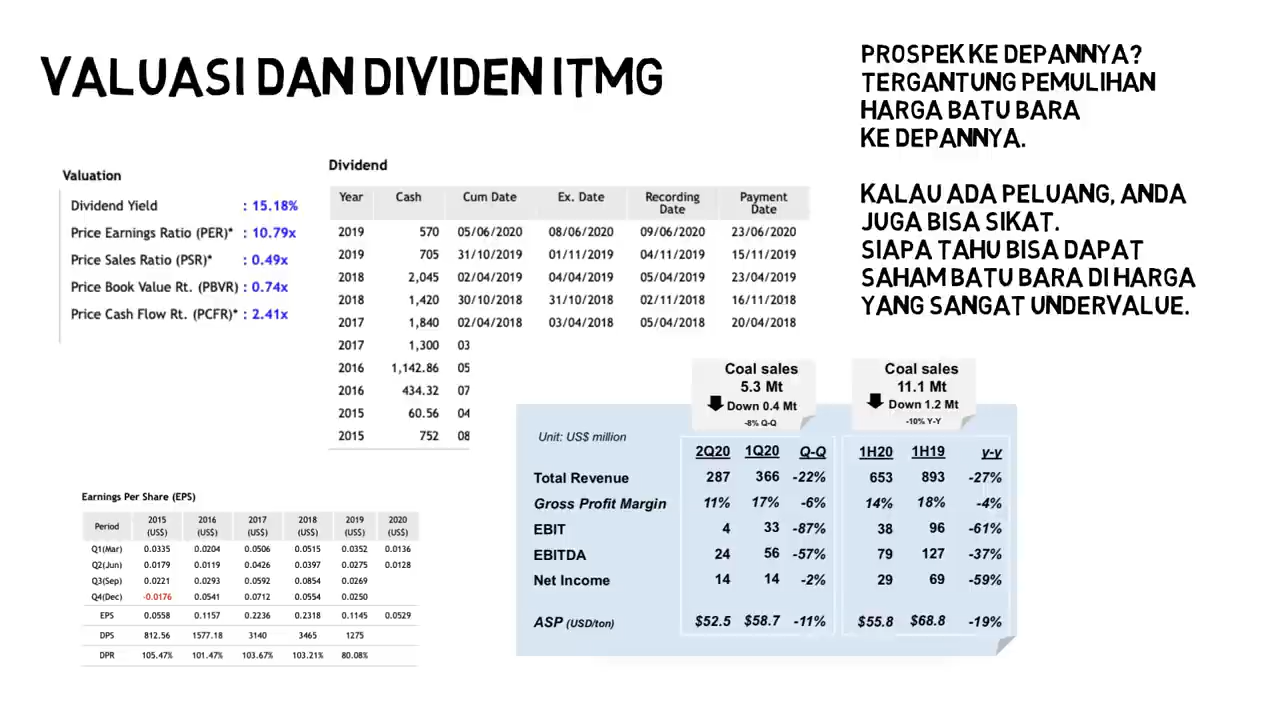 VALUASI DAN DIVIDEN ITMG
PROSPEK KE DEPANNYA?
TERGANTUNG PEMULIHAN
HARGA BATU BARA
KE DEPANNYA.
KALAU ADA PELUANG, ANDA
JUGA BISA SIKAT.
SIAPA TAHU BISA DAPAT
SAHAM BATU BARA DI HARGA
YANG SANGAT UNDERVALUE.
Valuation
Dividend Yield : 15.18%
Price Earnings Ratio (PER)* : 10.79x
Price Sales Ratio (PSR)* : 0.49x
Price Book Value Rt. (PBVR) : 0.74x
Price Cash Flow Rt. (PCFR)* : 2.41x
Dividend
Year Cash Cum Date Ex. Date Recording Date Payment Date
2019 570 05/06/2020 08/06/2020 09/06/2020 23/06/2020
2019 705 31/10/2019 01/11/2019 04/11/2019 15/11/2019
2018 2,045 02/04/2019 04/04/2019 05/04/2019 23/04/2019
2018 1,420 30/10/2018 31/10/2018 02/11/2018 16/11/2018
2017 1,840 02/04/2018 03/04/2018 05/04/2018 20/04/2018
2017 1,300 03
2016 1,142.86 05
2016 434.32 07
2015 60.56 04
2015 752 08
Earnings Per Share (EPS)
Period 2015 (US$) 2016 (US$) 2017 (US$) 2018 (US$) 2019 (US$) 2020 (US$)
Q1(Mar) 0.0335 0.0204 0.0506 0.0515 0.0352 0.0136
Q2(Jun) 0.0179 0.0119 0.0426 0.0397 0.0275 0.0128
Q3(Sep) 0.0221 0.0293 0.0592 0.0854 0.0269
Q4(Dec) -0.0176 0.0541 0.0712 0.0554 0.0250
EPS 0.0558 0.1157 0.2236 0.2318 0.1145 0.0529
DPS 812.56 1577.18 3140 3465 1275
DPR 105.47% 101.47% 103.67% 103.21% 80.08%
Coal sales
5.3 Mt
Down 0.4 Mt
-8% Q-Q
Coal sales
11.1 Mt
Down 1.2 Mt
-10% Y-Y
Unit: US$ million
2Q20 1Q20 Q-Q 1H20 1H19 y-y
Total Revenue 287 366 -22% 653 893 -27%
Gross Profit Margin 11% 17% -6% 14% 18% -4%
EBIT 4 33 -87% 38 96 -61%
EBITDA 24 56 -57% 79 127 -37%
Net Income 14 14 -2% 29 69 -59%
ASP (USD/ton) $52.5 $58.7 -11% $55.8 $68.8 -19%